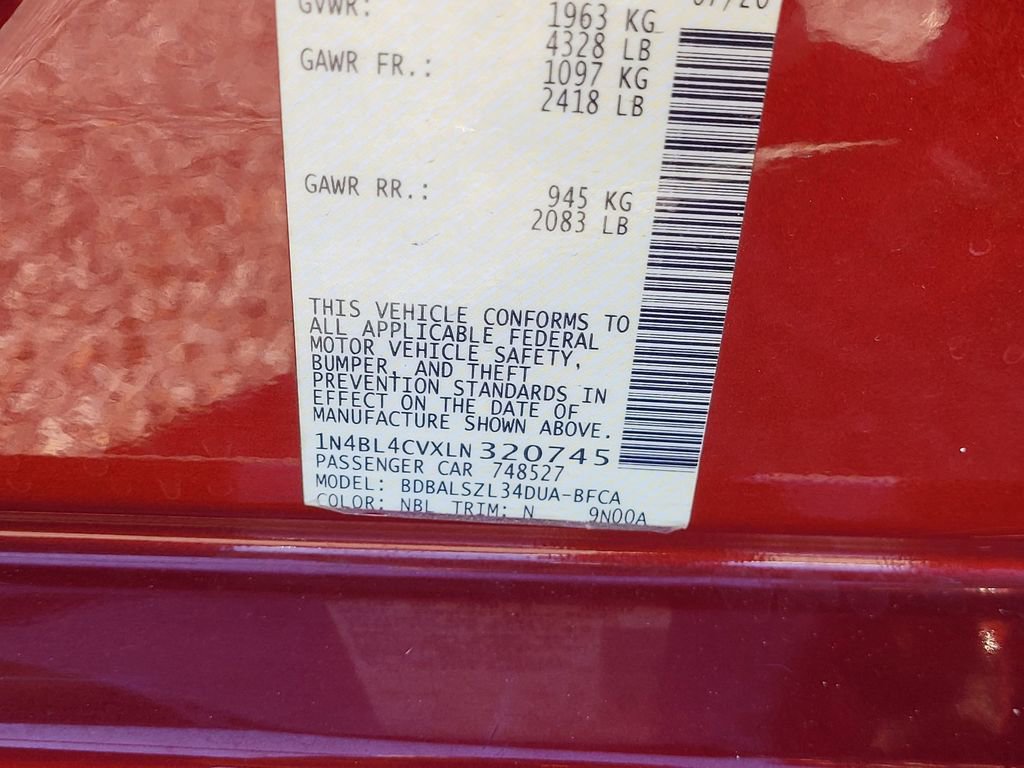 GVWR: 1963 KG
4328 LB
GAWR FR.: 1097 KG
2418 LB
GAWR RR.: 945 KG
2083 LB
THIS VEHICLE CONFORMS TO
ALL APPLICABLE FEDERAL
MOTOR VEHICLE SAFETY,
BUMPER, AND THEFT
PREVENTION STANDARDS IN
EFFECT ON THE DATE OF
MANUFACTURE SHOWN ABOVE.
1N4BL4CVXLN320745
PASSENGER CAR 748527
MODEL: BDBALSZL34DUA-BFCA
COLOR: NBL TRIM: N 9N00A